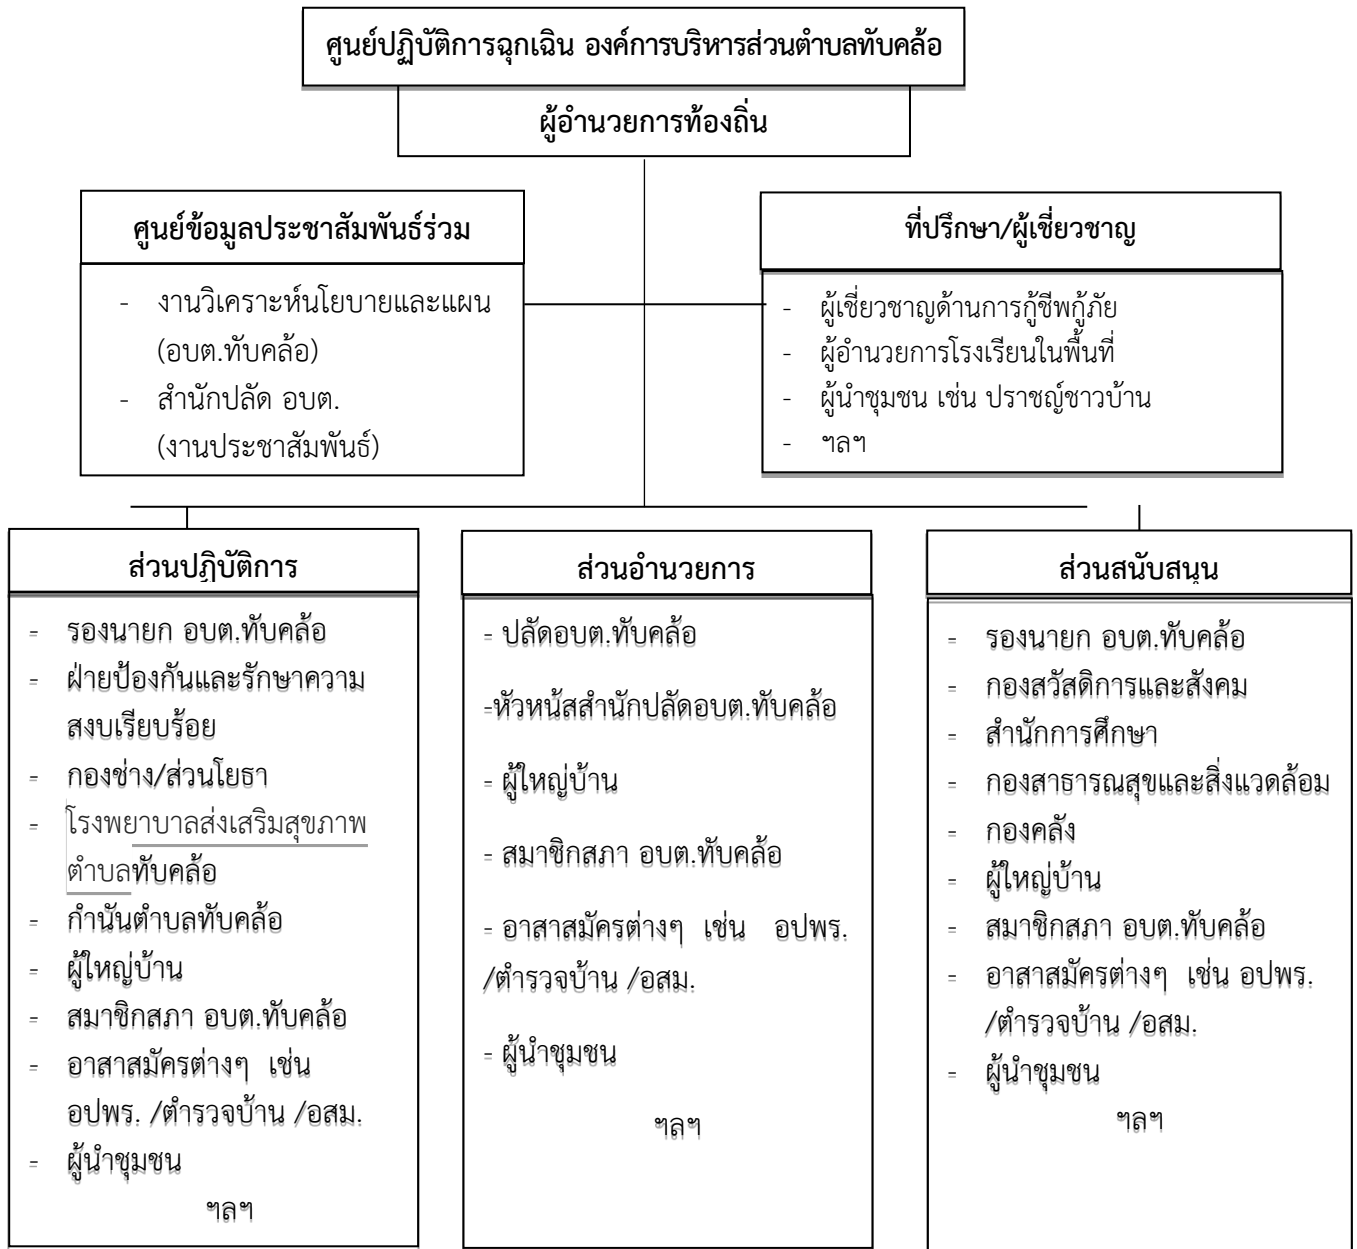 ศูนย์ปฏิบัติการฉุกเฉิน องค์การบริหารส่วนตำบลทับคล้อ
ผู้อำนวยการท้องถิ่น
ศูนย์ข้อมูลประชาสัมพันธ์ร่วม
- งานวิเคราะห์นโยบายและแผน
(อบต.ทับคล้อ)
- สำนักปลัด อบต.
(งานประชาสัมพันธ์)
ที่ปรึกษา/ผู้เชี่ยวชาญ
- ผู้เชี่ยวชาญด้านการกู้ชีพกู้ภัย
- ผู้อำนวยการโรงเรียนในพื้นที่
- ผู้นำชุมชน เช่น ปราชญ์ชาวบ้าน
- ฯลฯ
ส่วนปฏิบัติการ
- รองนายก อบต.ทับคล้อ
- ฝ่ายป้องกันและรักษาความ
สงบเรียบร้อย
- กองช่าง/ส่วนโยธา
- โรงพยาบาลส่งเสริมสุขภาพ
ตำบลทับคล้อ
- กำนันตำบลทับคล้อ
- ผู้ใหญ่บ้าน
- สมาชิกสภา อบต.ทับคล้อ
- อาสาสมัครต่างๆ เช่น
อปพร. /ตำรวจบ้าน /อสม.
- ผู้นำชุมชน
ฯลฯ
ส่วนอำนวยการ
- ปลัดอบต.ทับคล้อ
-หัวหน้สสำนักปลัดอบต.ทับคล้อ
- ผู้ใหญ่บ้าน
- สมาชิกสภา อบต.ทับคล้อ
- อาสาสมัครต่างๆ เช่น อปพร.
/ตำรวจบ้าน /อสม.
- ผู้นำชุมชน
ฯลฯ
ส่วนสนับสนุน
- รองนายก อบต.ทับคล้อ
- กองสวัสดิการและสังคม
- สำนักการศึกษา
- กองสาธารณสุขและสิ่งแวดล้อม
- กองคลัง
- ผู้ใหญ่บ้าน
- สมาชิกสภา อบต.ทับคล้อ
- อาสาสมัครต่างๆ เช่น อปพร.
/ตำรวจบ้าน /อสม.
- ผู้นำชุมชน
ฯลฯ